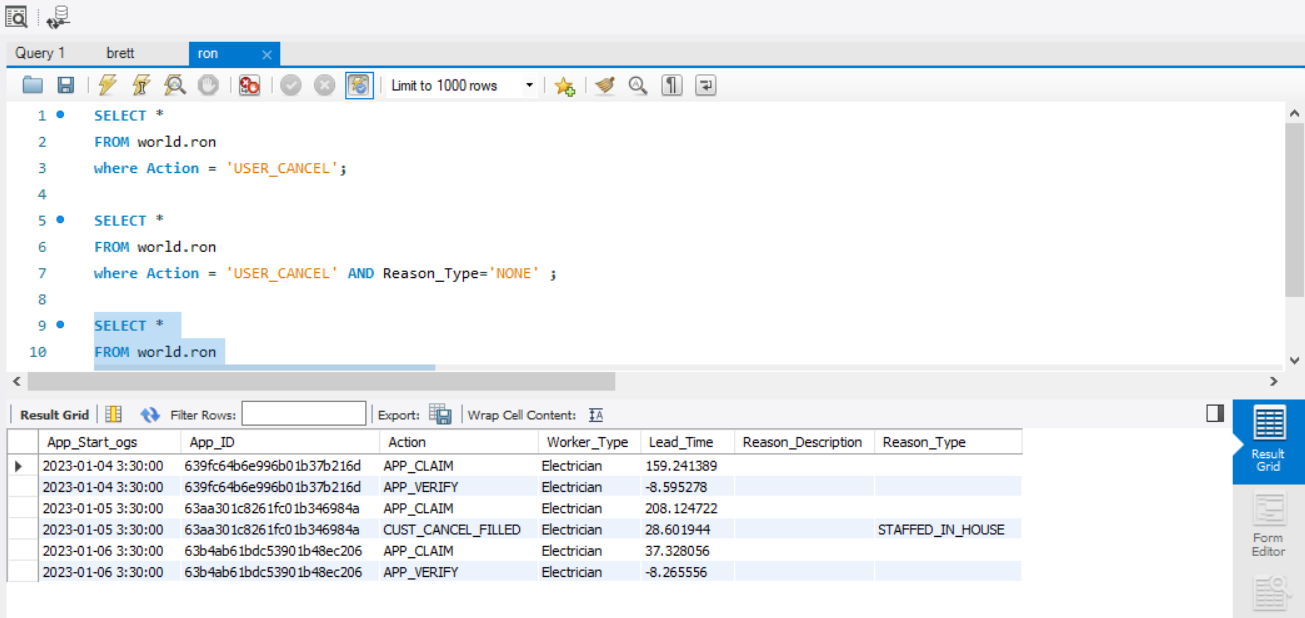 Query 1 brett ron
Limit to 1000 rows
1 SELECT *
2 FROM world.ron
3 where Action = 'USER_CANCEL';
4
5 SELECT *
6 FROM world.ron
7 where Action = 'USER_CANCEL' AND Reason_Type='NONE' ;
8
9 SELECT *
10 FROM world.ron
Result Grid Filter Rows: Export: Wrap Cell Content:
App_Start_ogs App_ID Action Worker_Type Lead_Time Reason_Description Reason_Type
2023-01-04 3:30:00 639fc64b6e996b01b37b216d APP_CLAIM Electrician 159.241389
2023-01-04 3:30:00 639fc64b6e996b01b37b216d APP_VERIFY Electrician -8.595278
2023-01-05 3:30:00 63aa301c8261fc01b346984a APP_CLAIM Electrician 208.124722
2023-01-05 3:30:00 63aa301c8261fc01b346984a CUST_CANCEL_FILLED Electrician 28.601944 STAFFED_IN_HOUSE
2023-01-06 3:30:00 63b4ab61bdc53901b48ec206 APP_CLAIM Electrician 37.328056
2023-01-06 3:30:00 63b4ab61bdc53901b48ec206 APP_VERIFY Electrician -8.265556
Result
Grid
Form
Editor